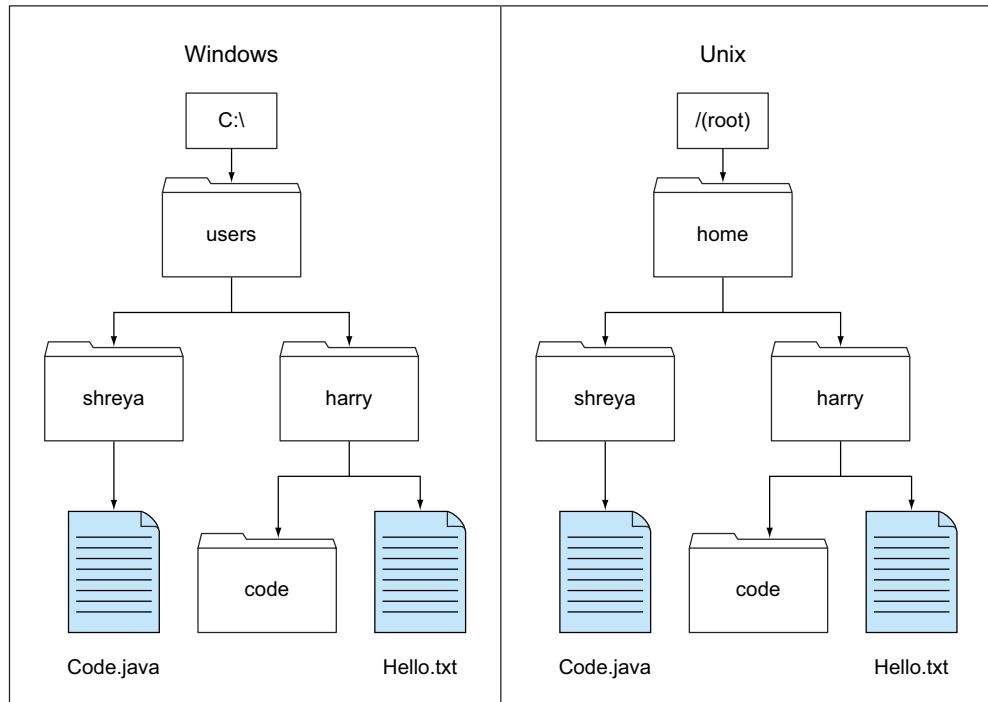 Windows
C:\
users
shreya
harry
code
Code.java
Hello.txt
Unix
/(root)
home
shreya
harry
code
Code.java
Hello.txt